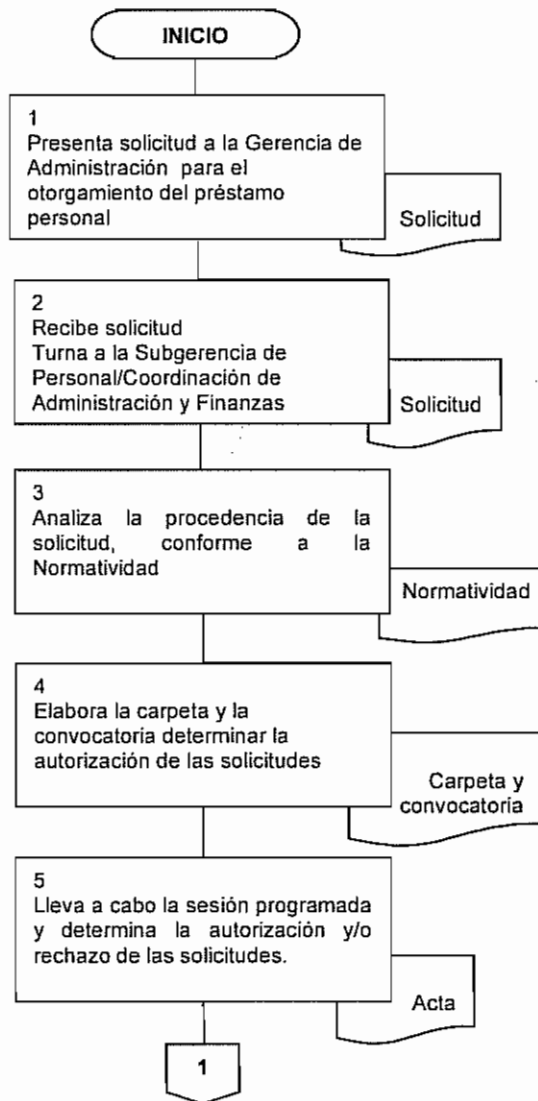 INICIO
1
Presenta solicitud a la Gerencia de
Administración para el
otorgamiento del préstamo
personal
Solicitud
2
Recibe solicitud
Turna a la Subgerencia de
Personal/Coordinación de
Administración y Finanzas
Solicitud
3
Analiza la procedencia de la
solicitud, conforme a la
Normatividad
Normatividad
4
Elabora la carpeta y la
convocatoria determinar la
autorización de las solicitudes
Carpeta y
convocatoria
5
Lleva a cabo la sesión programada
y determina la autorización y/o
rechazo de las solicitudes.
Acta
1